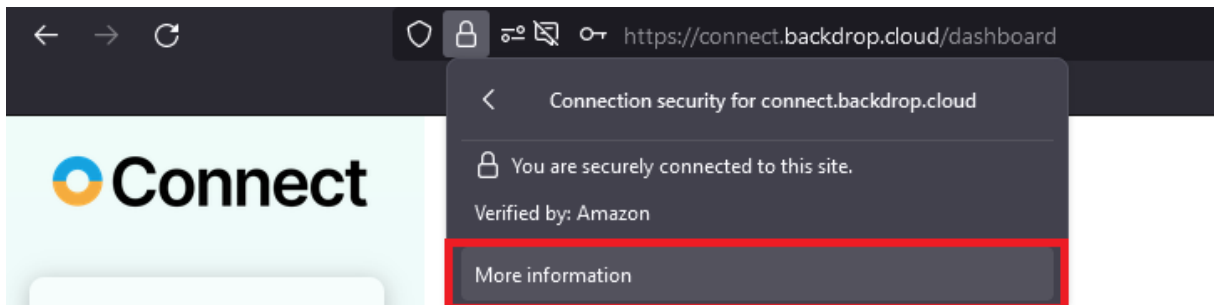 https://connect.backdrop.cloud/dashboard
Connection security for connect.backdrop.cloud
Connect
You are securely connected to this site.
Verified by: Amazon
More information